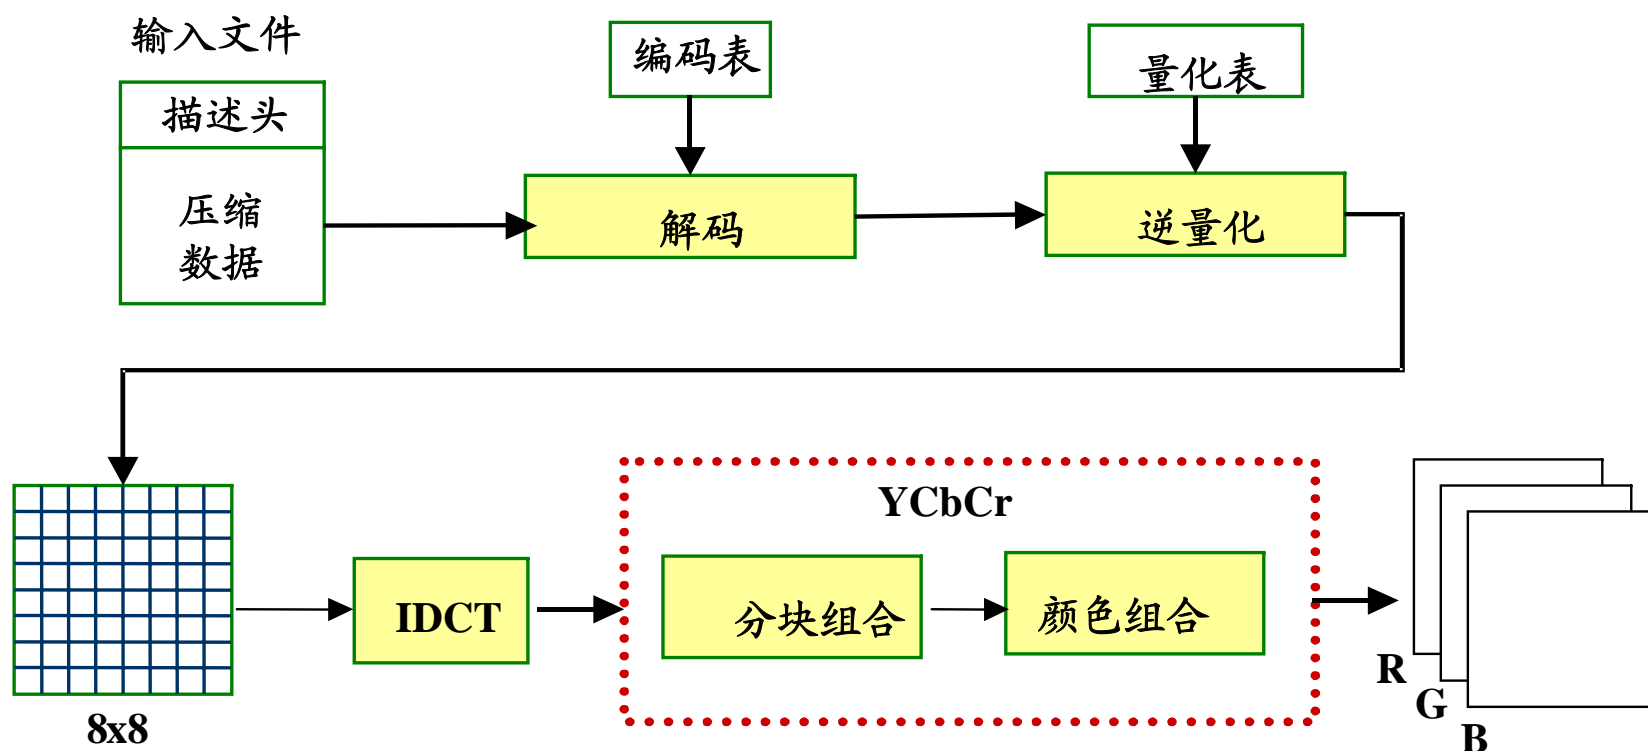 输入文件
描述头
压缩
数据
编码表
量化表
解码
逆量化
8x8
IDCT
YCbCr
分块组合
颜色组合
R
G
B